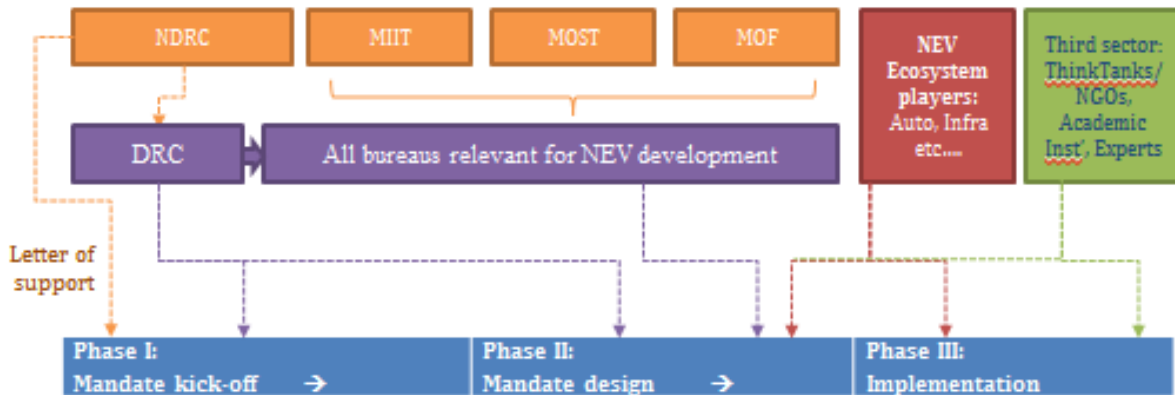 NDRC
MIIT
MOST
MOF
NEV
Ecosystem
players:
Auto, Infra
etc....
Third sector:
ThinkTanks/
NGOs,
Academic
Inst', Experts
DRC
All bureaus relevant for NEV development
Letter of
support
Phase I:
Mandate kick-off →
Phase II:
Mandate design →
Phase III:
Implementation